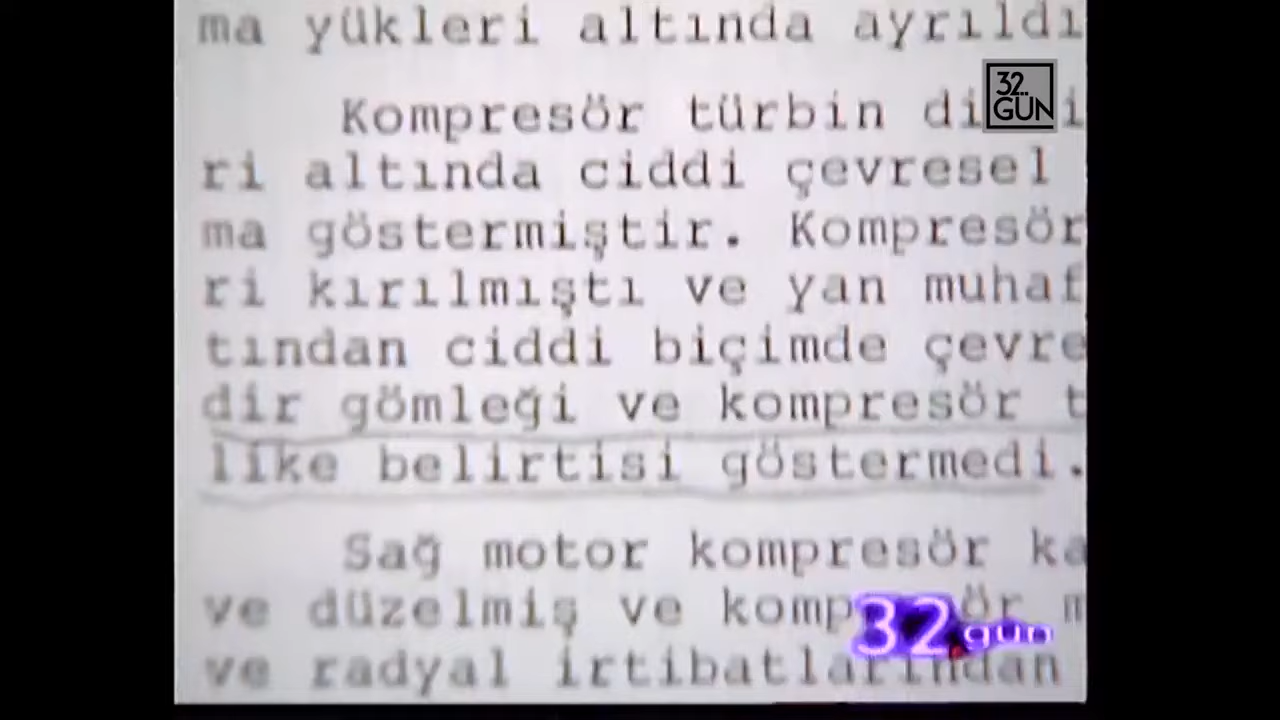 ma yükleri altında ayrıldı
32.
GÜN
Kompresör türbin di
ri altında ciddi çevresel
ma göstermiştir. Kompresör
ri kırılmıştı ve yan muhaf
tından ciddi biçimde çevre
dir gömleği ve kompresör t
like belirtisi göstermedi.
Sağ motor kompresör ka
ve düzelmiş ve komp ör m
32.gün
ve radyal irtibatlarından